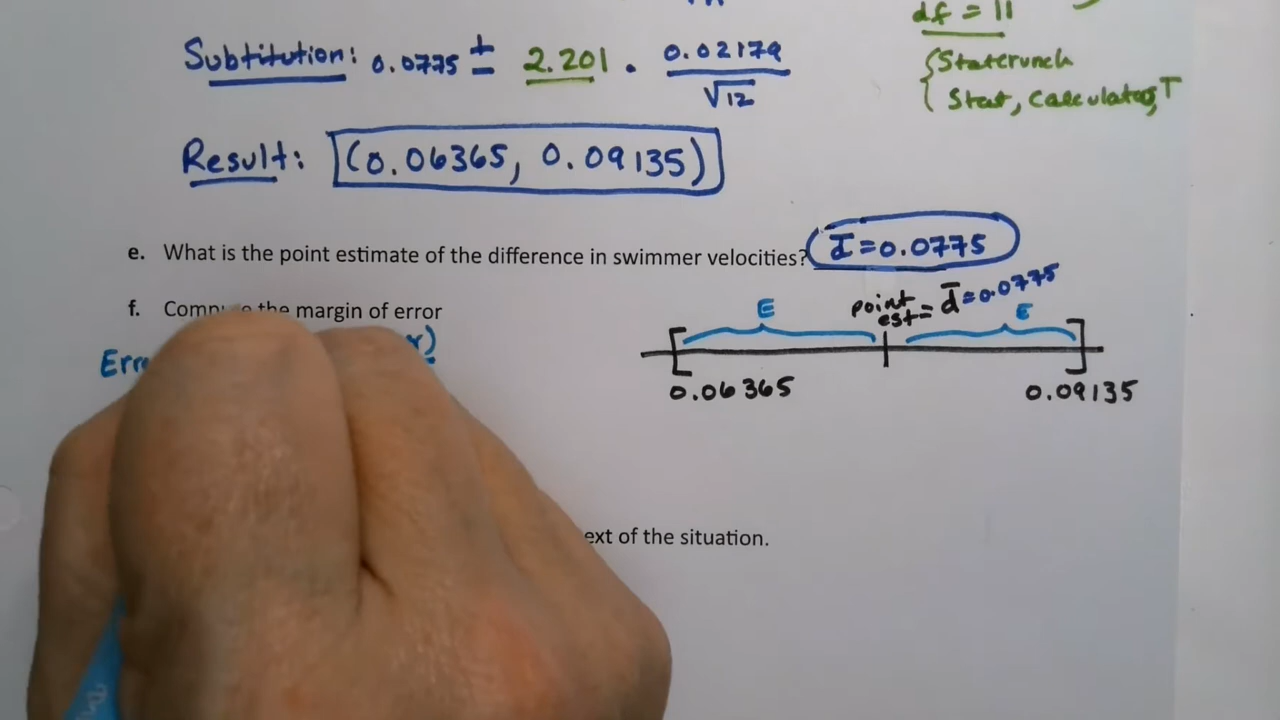 df = 11
Subtitution: 0.0775 ± 2.201 · 0.02179
√12
{Statcrunch
Stat, Calculators, T
Result: (0.06365, 0.09135)
e. What is the point estimate of the difference in swimmer velocities? d̄ = 0.0775
f. Compute the margin of error
E
point est = d̄ = 0.0775
E
Erro
r)
0.06365
0.09135
ext of the situation.